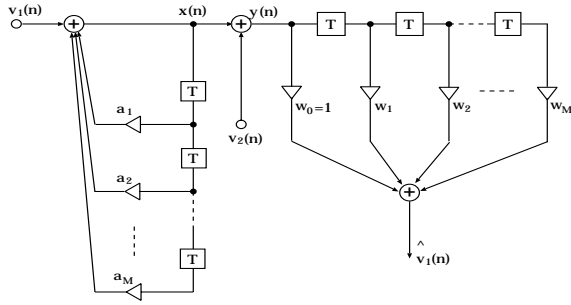 v₁(n) x(n) y(n) T T T
T
a₁ w₀=1 w₁ w₂ w_M
v₂(n)
T
a₂
^
v₁(n)
T
a_M